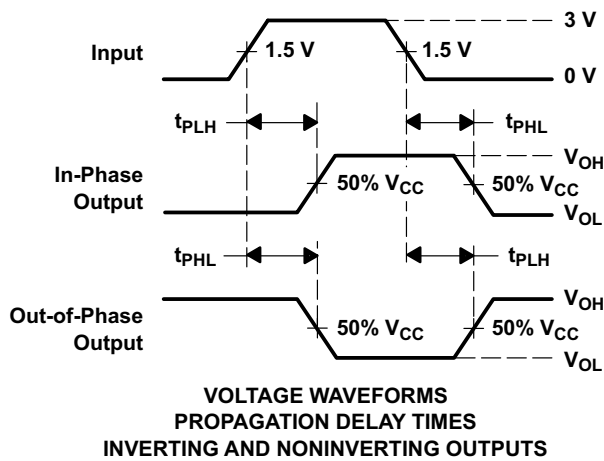 3 V
Input
1.5 V
1.5 V
0 V
tPLH
tPHL
VOH
In-Phase
Output
50% VCC
50% VCC
VOL
tPHL
tPLH
VOH
Out-of-Phase
Output
50% VCC
50% VCC
VOL
VOLTAGE WAVEFORMS
PROPAGATION DELAY TIMES
INVERTING AND NONINVERTING OUTPUTS